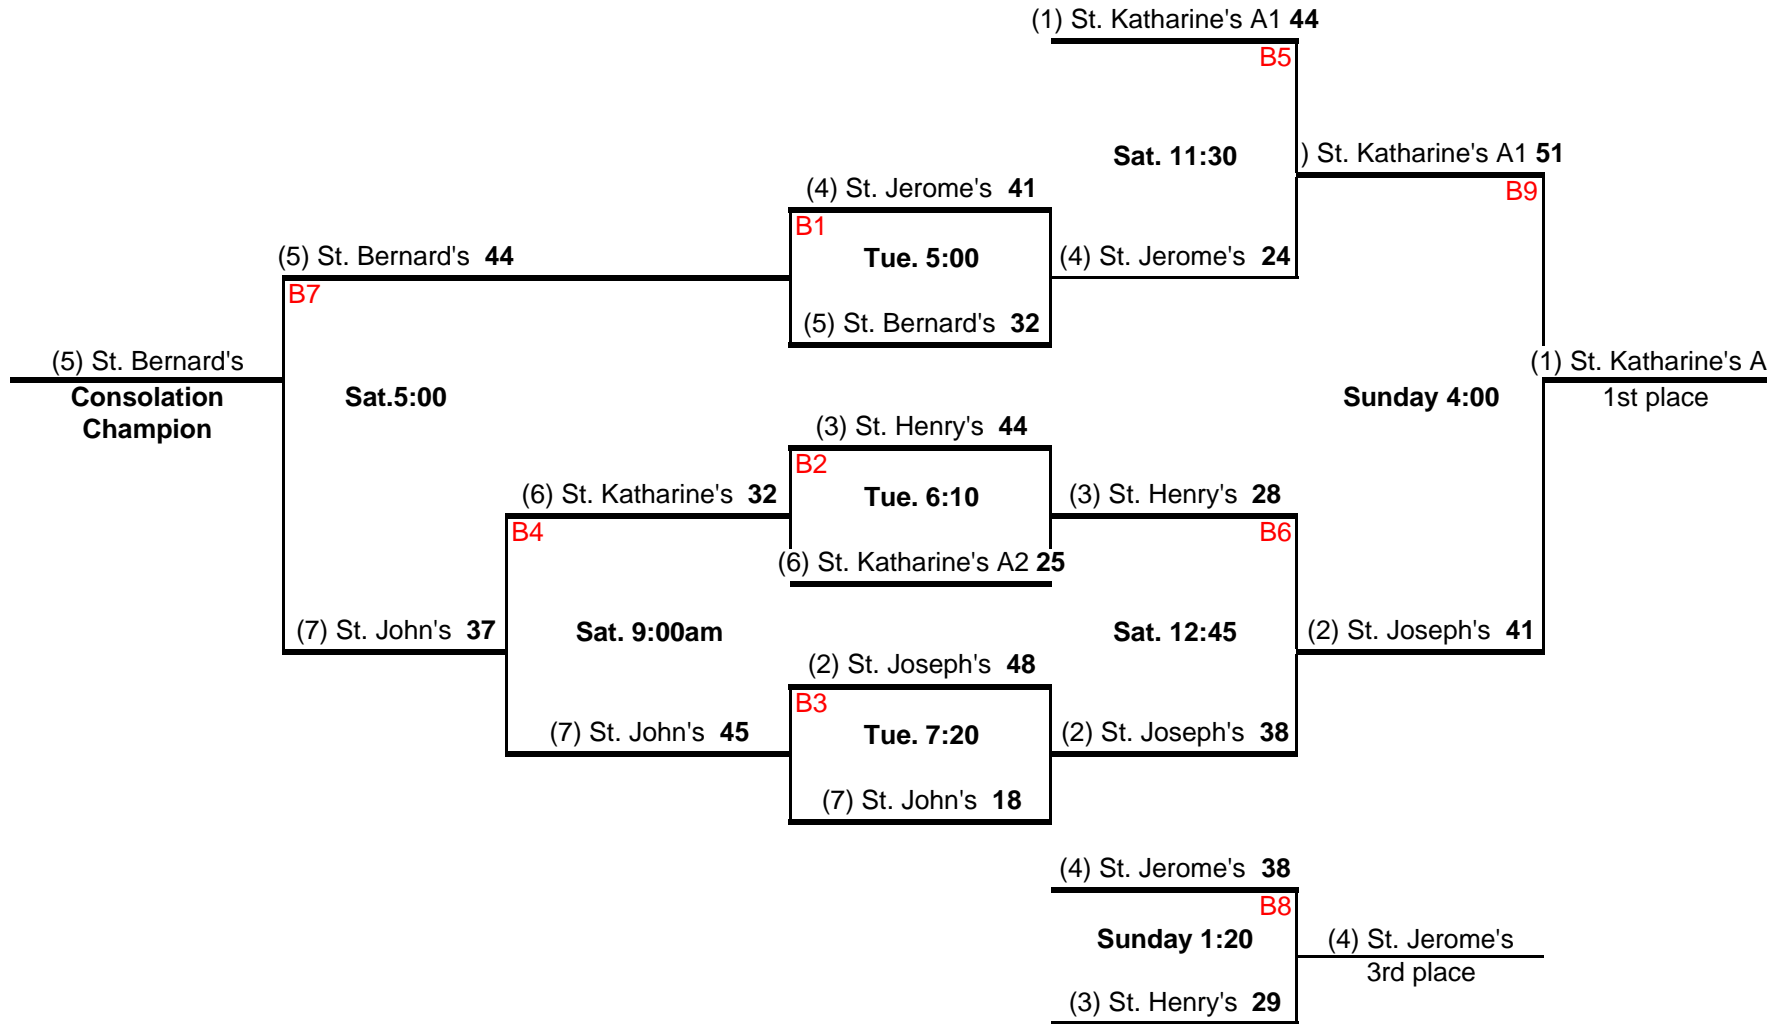 (1) St. Katharine's A1 44
B5
Sat. 11:30
) St. Katharine's A1 51
(4) St. Jerome's 41
B9
B1
(5) St. Bernard's 44
Tue. 5:00
(4) St. Jerome's 24
B7
(5) St. Bernard's 32
(5) St. Bernard's
(1) St. Katharine's A
Consolation
Champion
Sat.5:00
Sunday 4:00
1st place
(3) St. Henry's 44
B2
(6) St. Katharine's 32
Tue. 6:10
(3) St. Henry's 28
B4
B6
(6) St. Katharine's A2 25
(7) St. John's 37
Sat. 9:00am
Sat. 12:45
(2) St. Joseph's 41
(2) St. Joseph's 48
B3
(7) St. John's 45
Tue. 7:20
(2) St. Joseph's 38
(7) St. John's 18
(4) St. Jerome's 38
B8
Sunday 1:20
(4) St. Jerome's
3rd place
(3) St. Henry's 29